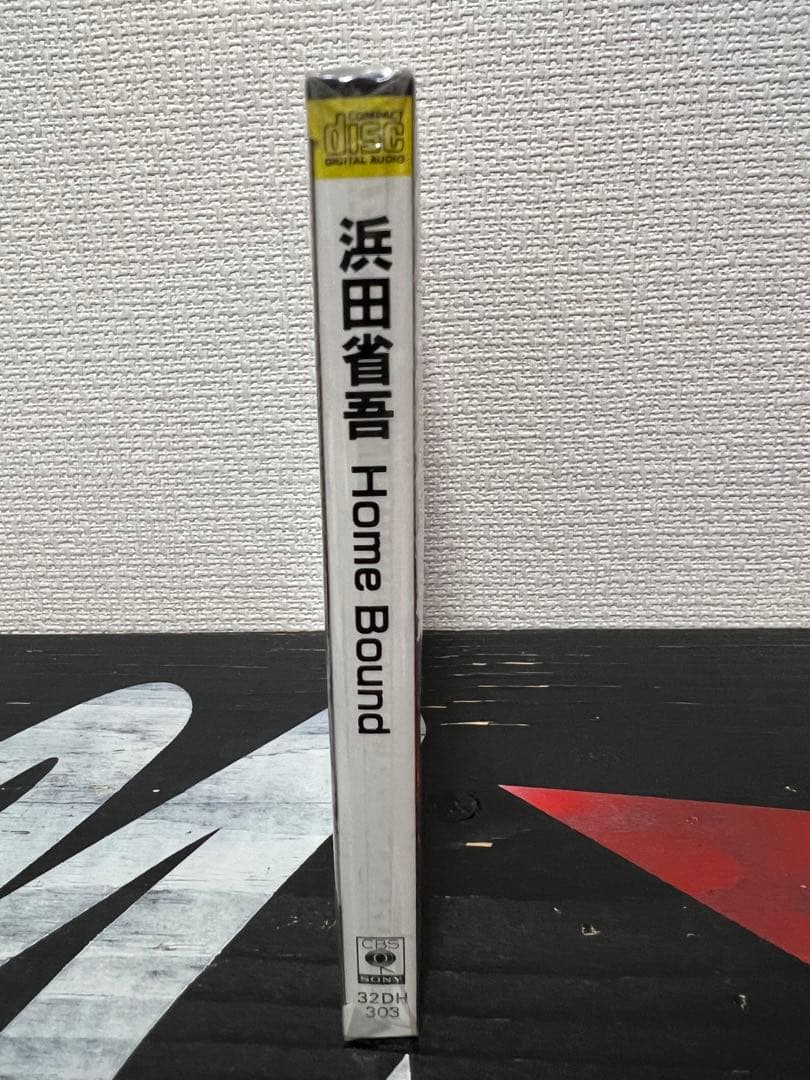 COMPACT
disc
DIGITAL AUDIO
浜田省吾 Home Bound
CBS
SONY
32DH
303